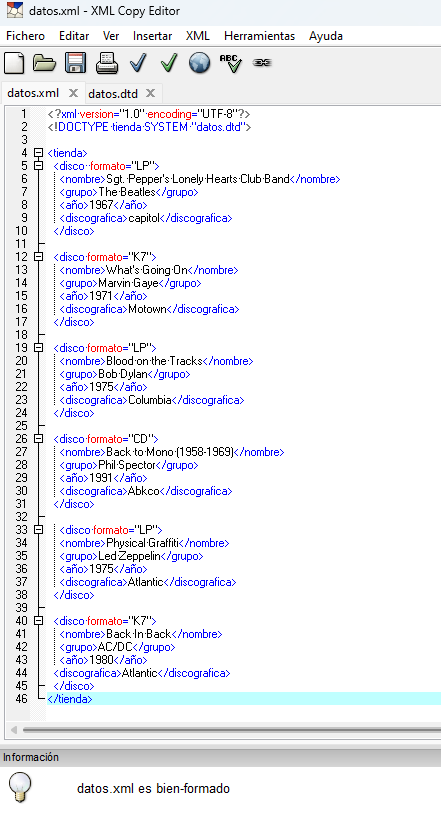 datos.xml - XML Copy Editor
Fichero Editar Ver Insertar XML Herramientas Ayuda
ABC
datos.xml datos.dtd
1 <?xml version="1.0" encoding="UTF-8"?>
2 <!DOCTYPE tienda SYSTEM "datos.dtd">
3
4 <tienda>
5 <disco formato="LP">
6 <nombre>Sgt. Pepper's Lonely Hearts Club Band</nombre>
7 <grupo>The Beatles</grupo>
8 <año>1967</año>
9 <discografica>capitol</discografica>
10 </disco>
11
12 <disco formato="K7">
13 <nombre>What's Going On</nombre>
14 <grupo>Marvin Gaye</grupo>
15 <año>1971</año>
16 <discografica>Motown</discografica>
17 </disco>
18
19 <disco formato="LP">
20 <nombre>Blood on the Tracks</nombre>
21 <grupo>Bob Dylan</grupo>
22 <año>1975</año>
23 <discografica>Columbia</discografica>
24 </disco>
25
26 <disco formato="CD">
27 <nombre>Back to Mono (1958-1969)</nombre>
28 <grupo>Phil Spector</grupo>
29 <año>1991</año>
30 <discografica>Abkco</discografica>
31 </disco>
32
33 <disco formato="LP">
34 <nombre>Physical Graffiti</nombre>
35 <grupo>Led Zeppelin</grupo>
36 <año>1975</año>
37 <discografica>Atlantic</discografica>
38 </disco>
39
40 <disco formato="K7">
41 <nombre>Back In Back</nombre>
42 <grupo>AC/DC</grupo>
43 <año>1980</año>
44 <discografica>Atlantic</discografica>
45 </disco>
46 </tienda>
Información
datos.xml es bien-formado